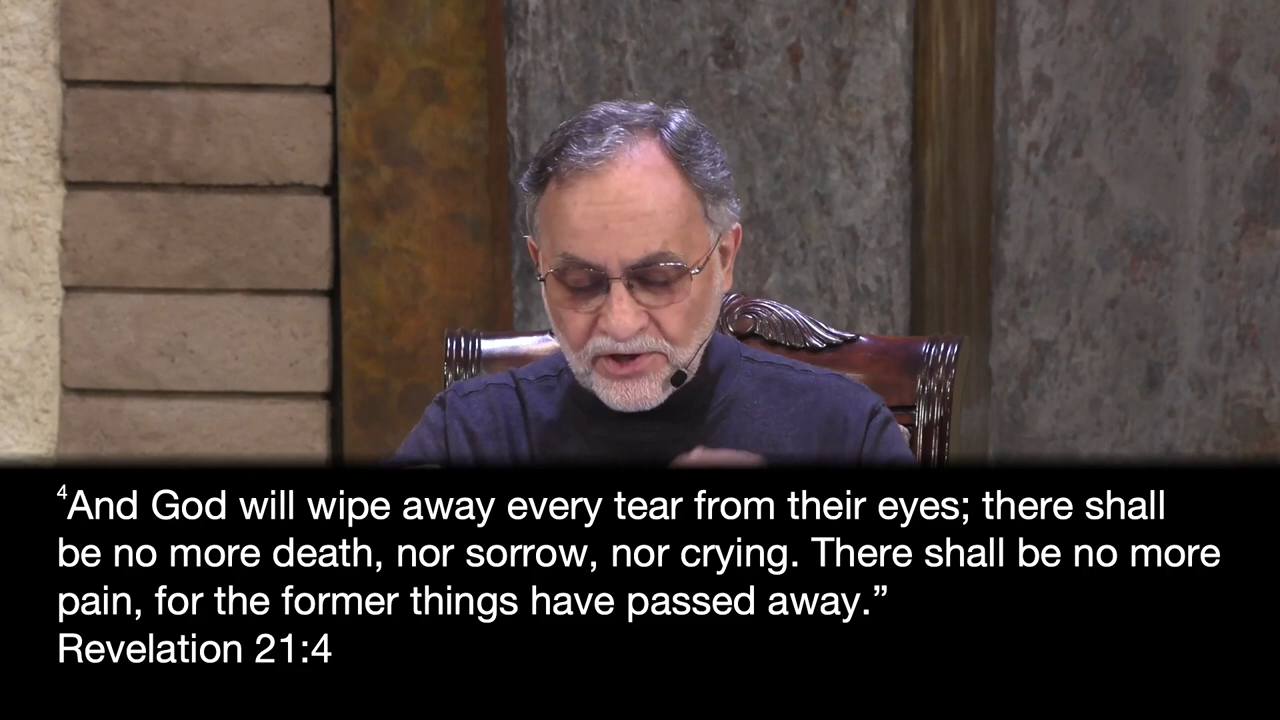 ⁴And God will wipe away every tear from their eyes; there shall
be no more death, nor sorrow, nor crying. There shall be no more
pain, for the former things have passed away.”
Revelation 21:4